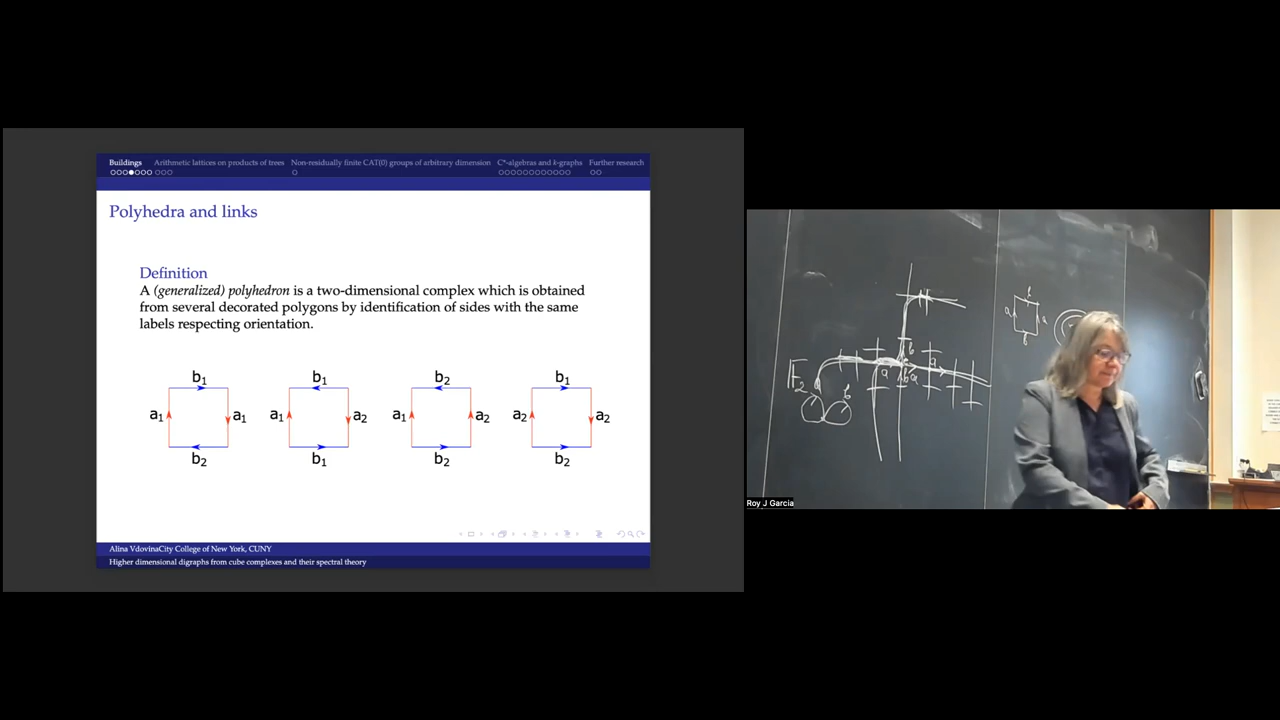 Buildings Arithmetic lattices on products of trees Non-residually finite CAT(0) groups of arbitrary dimension C*-algebras and k-graphs Further research
Polyhedra and links
Definition
A (generalized) polyhedron is a two-dimensional complex which is obtained
from several decorated polygons by identification of sides with the same
labels respecting orientation.
b₁ b₁ b₂ b₁
a₁ a₁ a₁ a₂ a₁ a₂ a₂ a₂
b₂ b₁ b₂ b₂
Alina VdovinaCity College of New York, CUNY
Higher dimensional digraphs from cube complexes and their spectral theory
F₂ a b
b
a a
b a
b
a a
b
Roy J Garcia